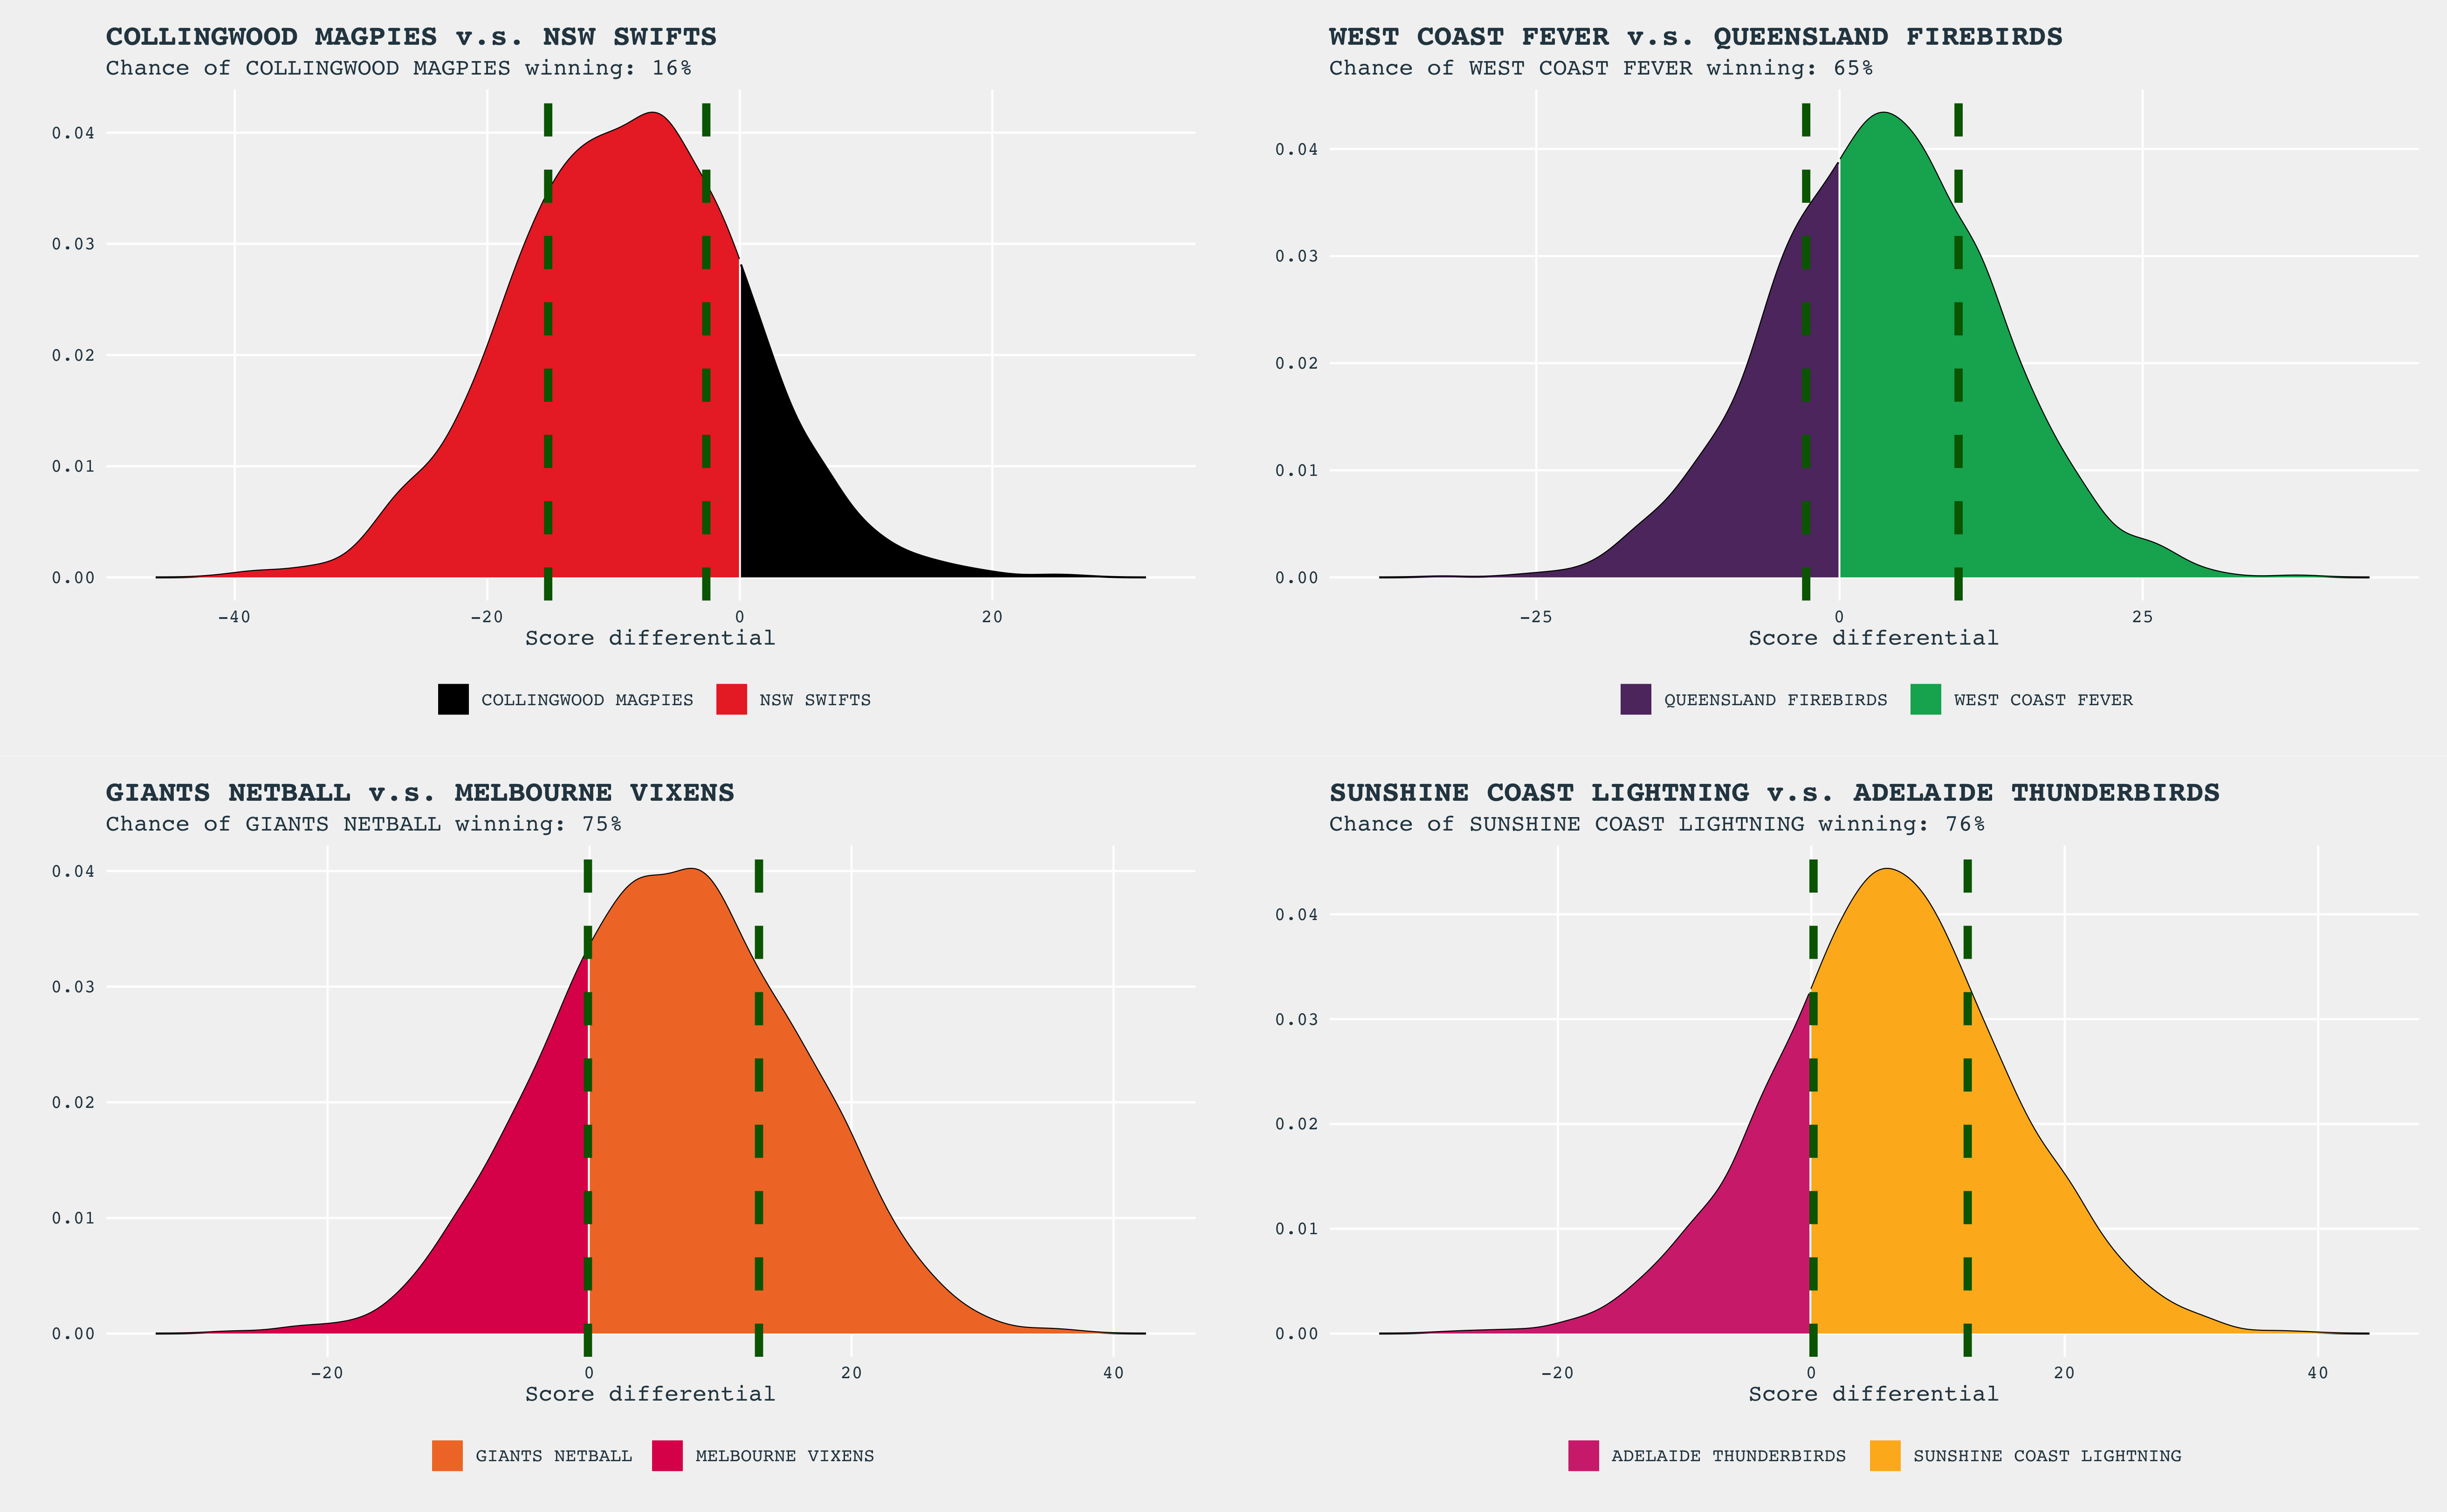 COLLINGWOOD MAGPIES v.s. NSW SWIFTS
Chance of COLLINGWOOD MAGPIES winning: 16%
0.04
0.03
0.02
0.01
0.00
-40 -20 0 20
Score differential
COLLINGWOOD MAGPIES NSW SWIFTS
WEST COAST FEVER v.s. QUEENSLAND FIREBIRDS
Chance of WEST COAST FEVER winning: 65%
0.04
0.03
0.02
0.01
0.00
-25 0 25
Score differential
QUEENSLAND FIREBIRDS WEST COAST FEVER
GIANTS NETBALL v.s. MELBOURNE VIXENS
Chance of GIANTS NETBALL winning: 75%
0.04
0.03
0.02
0.01
0.00
-20 0 20 40
Score differential
GIANTS NETBALL MELBOURNE VIXENS
SUNSHINE COAST LIGHTNING v.s. ADELAIDE THUNDERBIRDS
Chance of SUNSHINE COAST LIGHTNING winning: 76%
0.04
0.03
0.02
0.01
0.00
-20 0 20 40
Score differential
ADELAIDE THUNDERBIRDS SUNSHINE COAST LIGHTNING